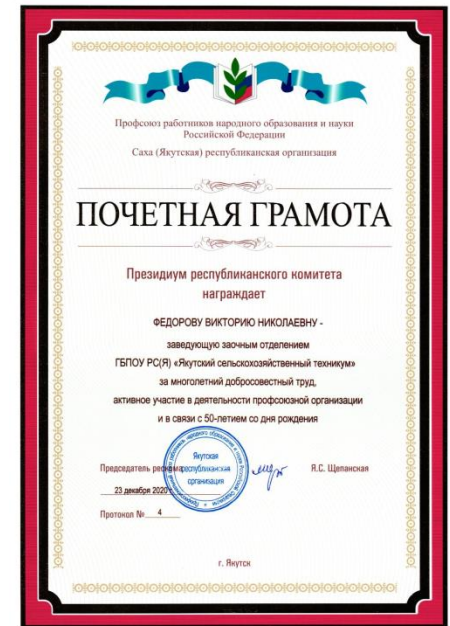 Профсоюз работников народного образования и науки
Российской Федерации
Саха (Якутская) республиканская организация
ПОЧЕТНАЯ ГРАМОТА
Президиум республиканского комитета
награждает
ФЕДОРОВУ ВИКТОРИЮ НИКОЛАЕВНУ -
заведующую заочным отделением
ГБПОУ РС(Я) «Якутский сельскохозяйственный техникум»
за многолетний добросовестный труд,
активное участие в деятельности профсоюзной организации
и в связи с 50-летием со дня рождения
Якутская
республиканская
организация
Председатель рескома Я.С. Щепанская
23 декабря 2020 г.
Протокол № 4
г. Якутск